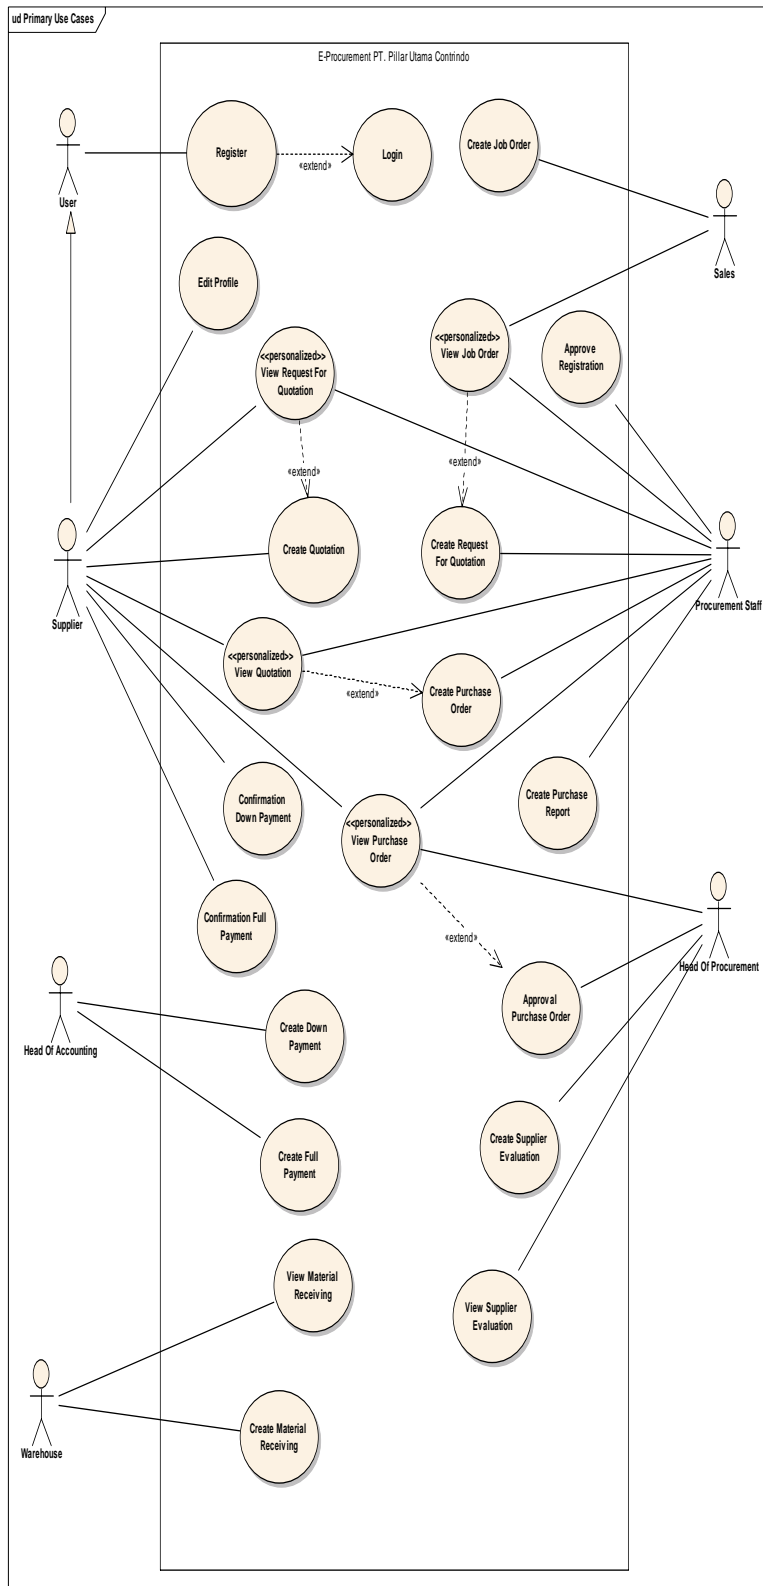 ud Primary Use Cases
E-Procurement PT. Pillar Utama Contrindo
Register
«extend»
Login
Create Job Order
User
Sales
Edit Profile
<<personalized>>
View Request For
Quotation
<<personalized>>
View Job Order
Approve
Registration
«extend»
«extend»
Create Quotation
Create Request
For Quotation
Supplier
Procurement Staff
<<personalized>>
View Quotation
«extend»
Create Purchase
Order
Confirmation
Down Payment
<<personalized>>
View Purchase
Order
Create Purchase
Report
Confirmation Full
Payment
«extend»
Head Of Procurement
Approval
Purchase Order
Head Of Accounting
Create Down
Payment
Create Supplier
Evaluation
Create Full
Payment
View Material
Receiving
View Supplier
Evaluation
Warehouse
Create Material
Receiving